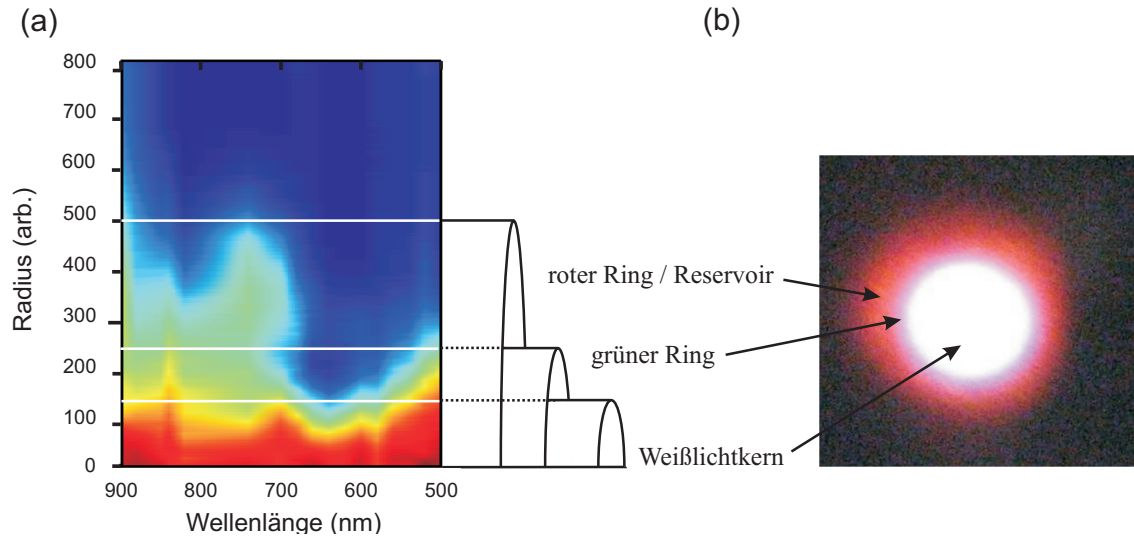 (a)
(b)
800
700
600
500
400
300
200
100
0
Radius (arb.)
900 800 700 600 500
Wellenlänge (nm)
roter Ring / Reservoir
grüner Ring
Weißlichtkern